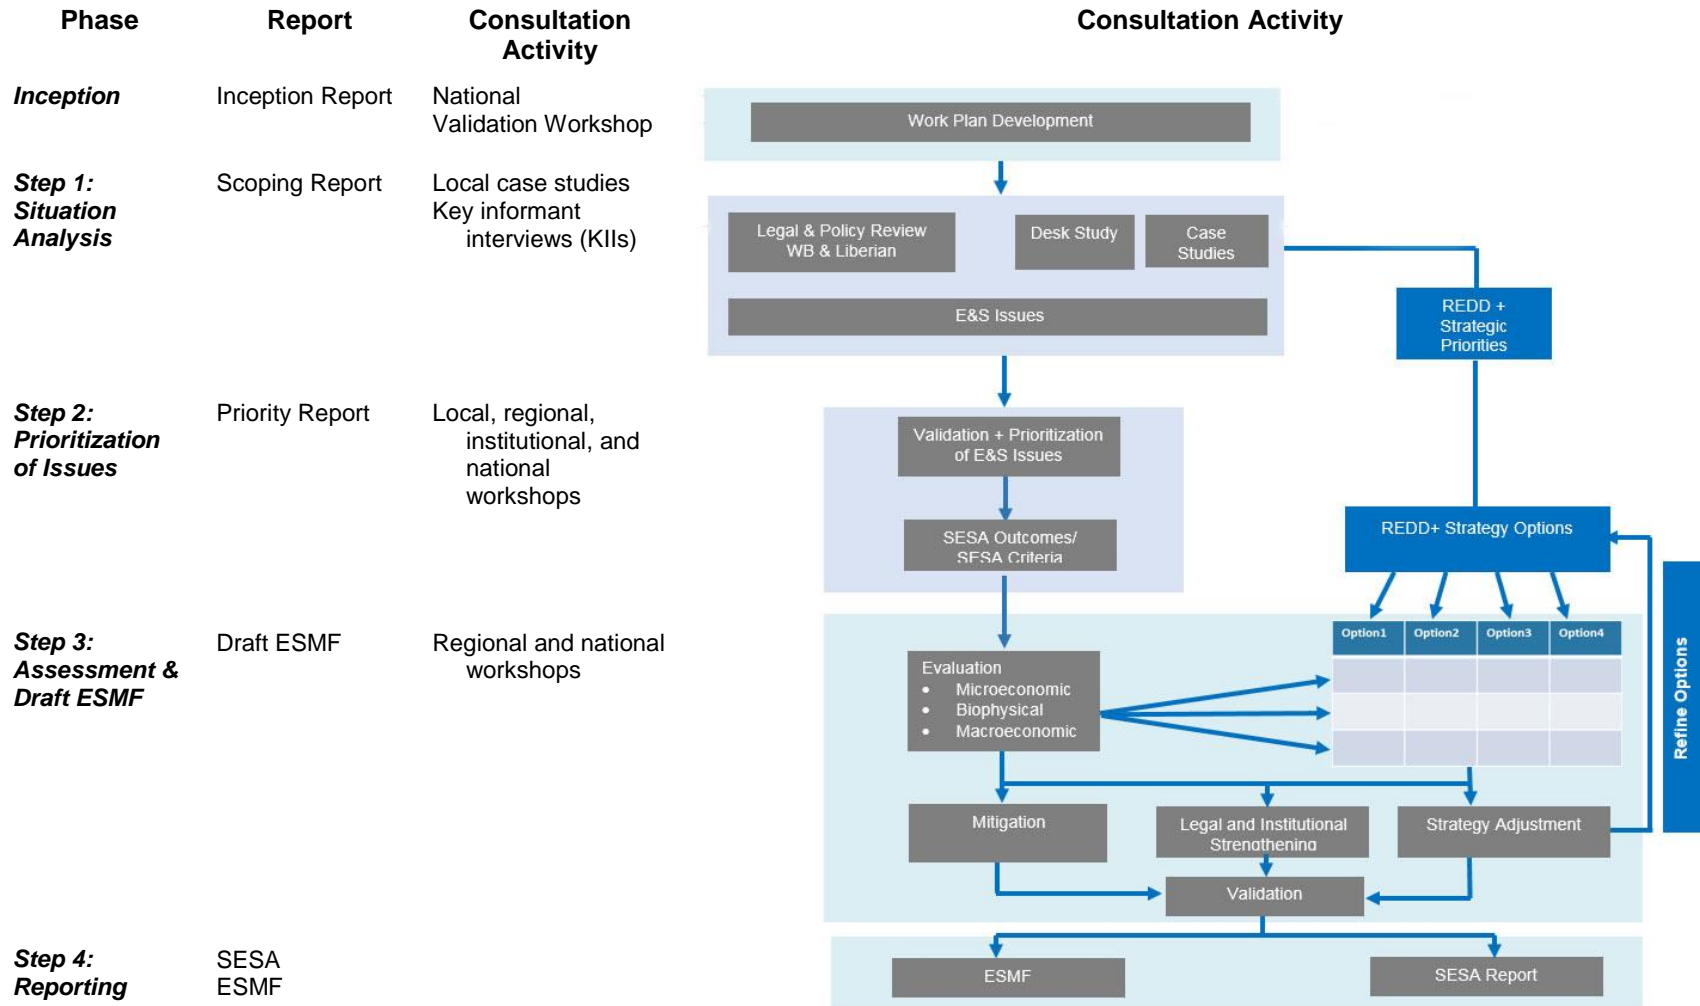 Phase
Report
Consultation
Activity
Consultation Activity
Inception
Inception Report
National
Validation Workshop
Work Plan Development
Step 1:
Situation
Analysis
Scoping Report
Local case studies
Key informant
interviews (KIIs)
Legal & Policy Review
WB & Liberian
Desk Study
Case
Studies
E&S Issues
REDD +
Strategic
Priorities
Step 2:
Prioritization
of Issues
Priority Report
Local, regional,
institutional, and
national
workshops
Validation + Prioritization
of E&S Issues
SESA Outcomes/
SESA Criteria
REDD+ Strategy Options
Step 3:
Assessment &
Draft ESMF
Draft ESMF
Regional and national
workshops
Evaluation
• Microeconomic
• Biophysical
• Macroeconomic
Option1
Option2
Option3
Option4
Refine Options
Mitigation
Legal and Institutional
Strengthening
Strategy Adjustment
Validation
Step 4:
Reporting
SESA
ESMF
ESMF
SESA Report